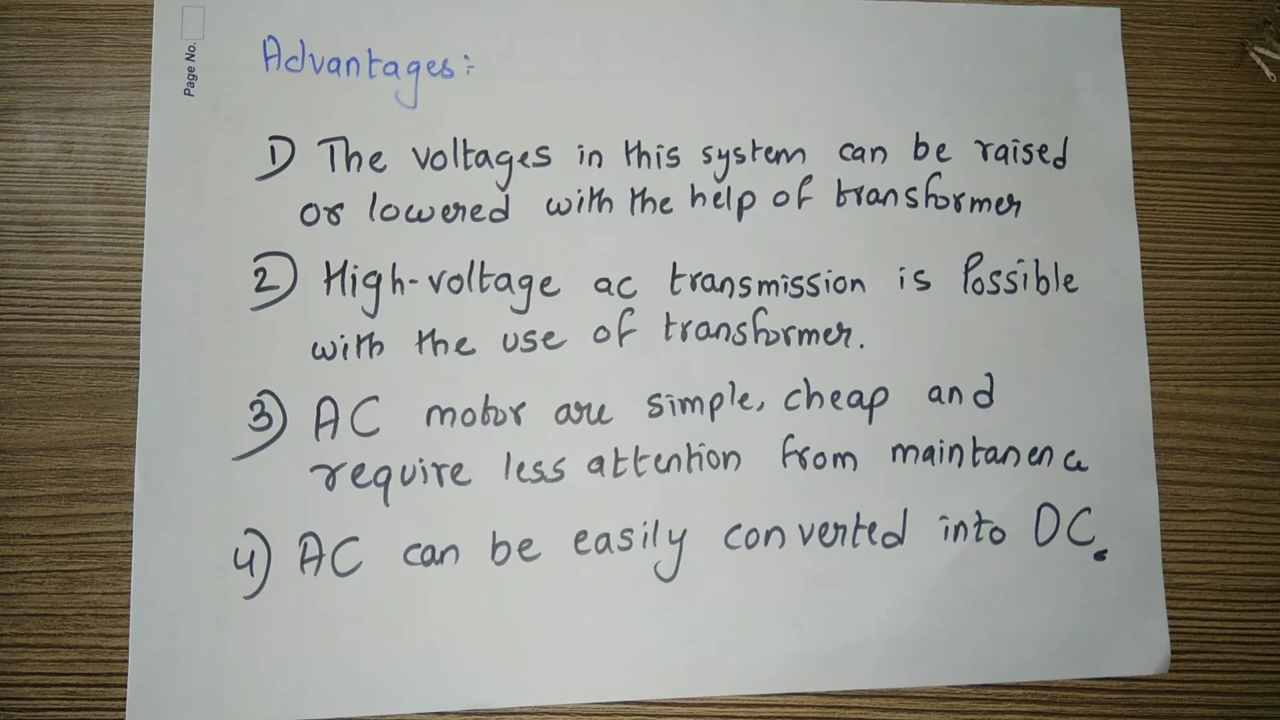 Page No.
Advantages:-
1) The voltages in this system can be raised
or lowered with the help of transformer
2) High-voltage ac transmission is Possible
with the use of transformer.
3) AC motor are simple, cheap and
require less attention from maintanence
4) AC can be easily converted into DC.